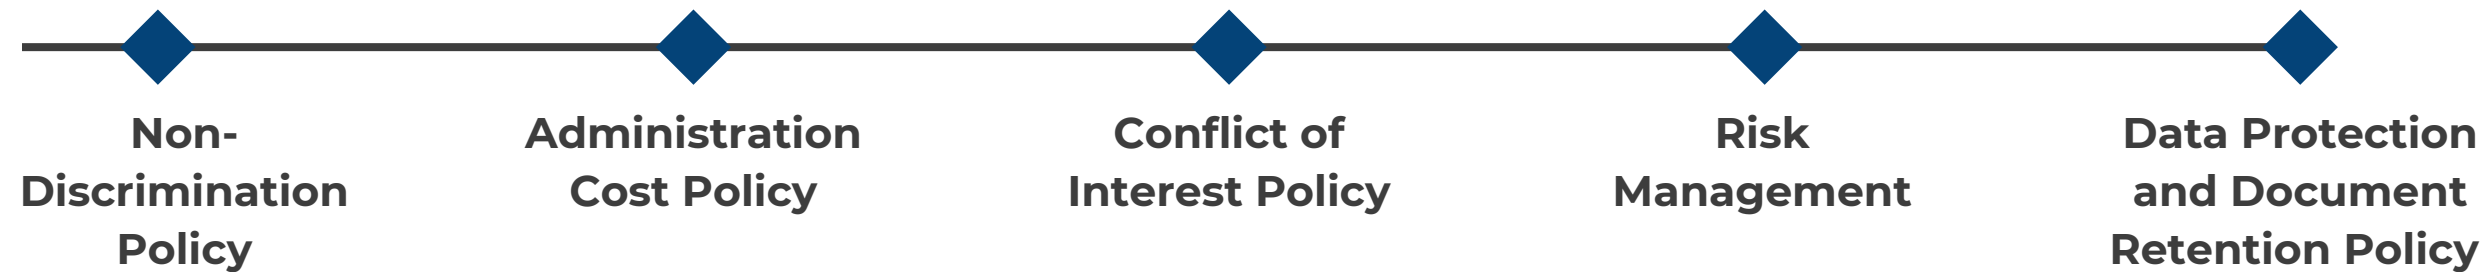 Non-
Discrimination
Policy
Administration
Cost Policy
Conflict of
Interest Policy
Risk
Management
Data Protection
and Document
Retention Policy